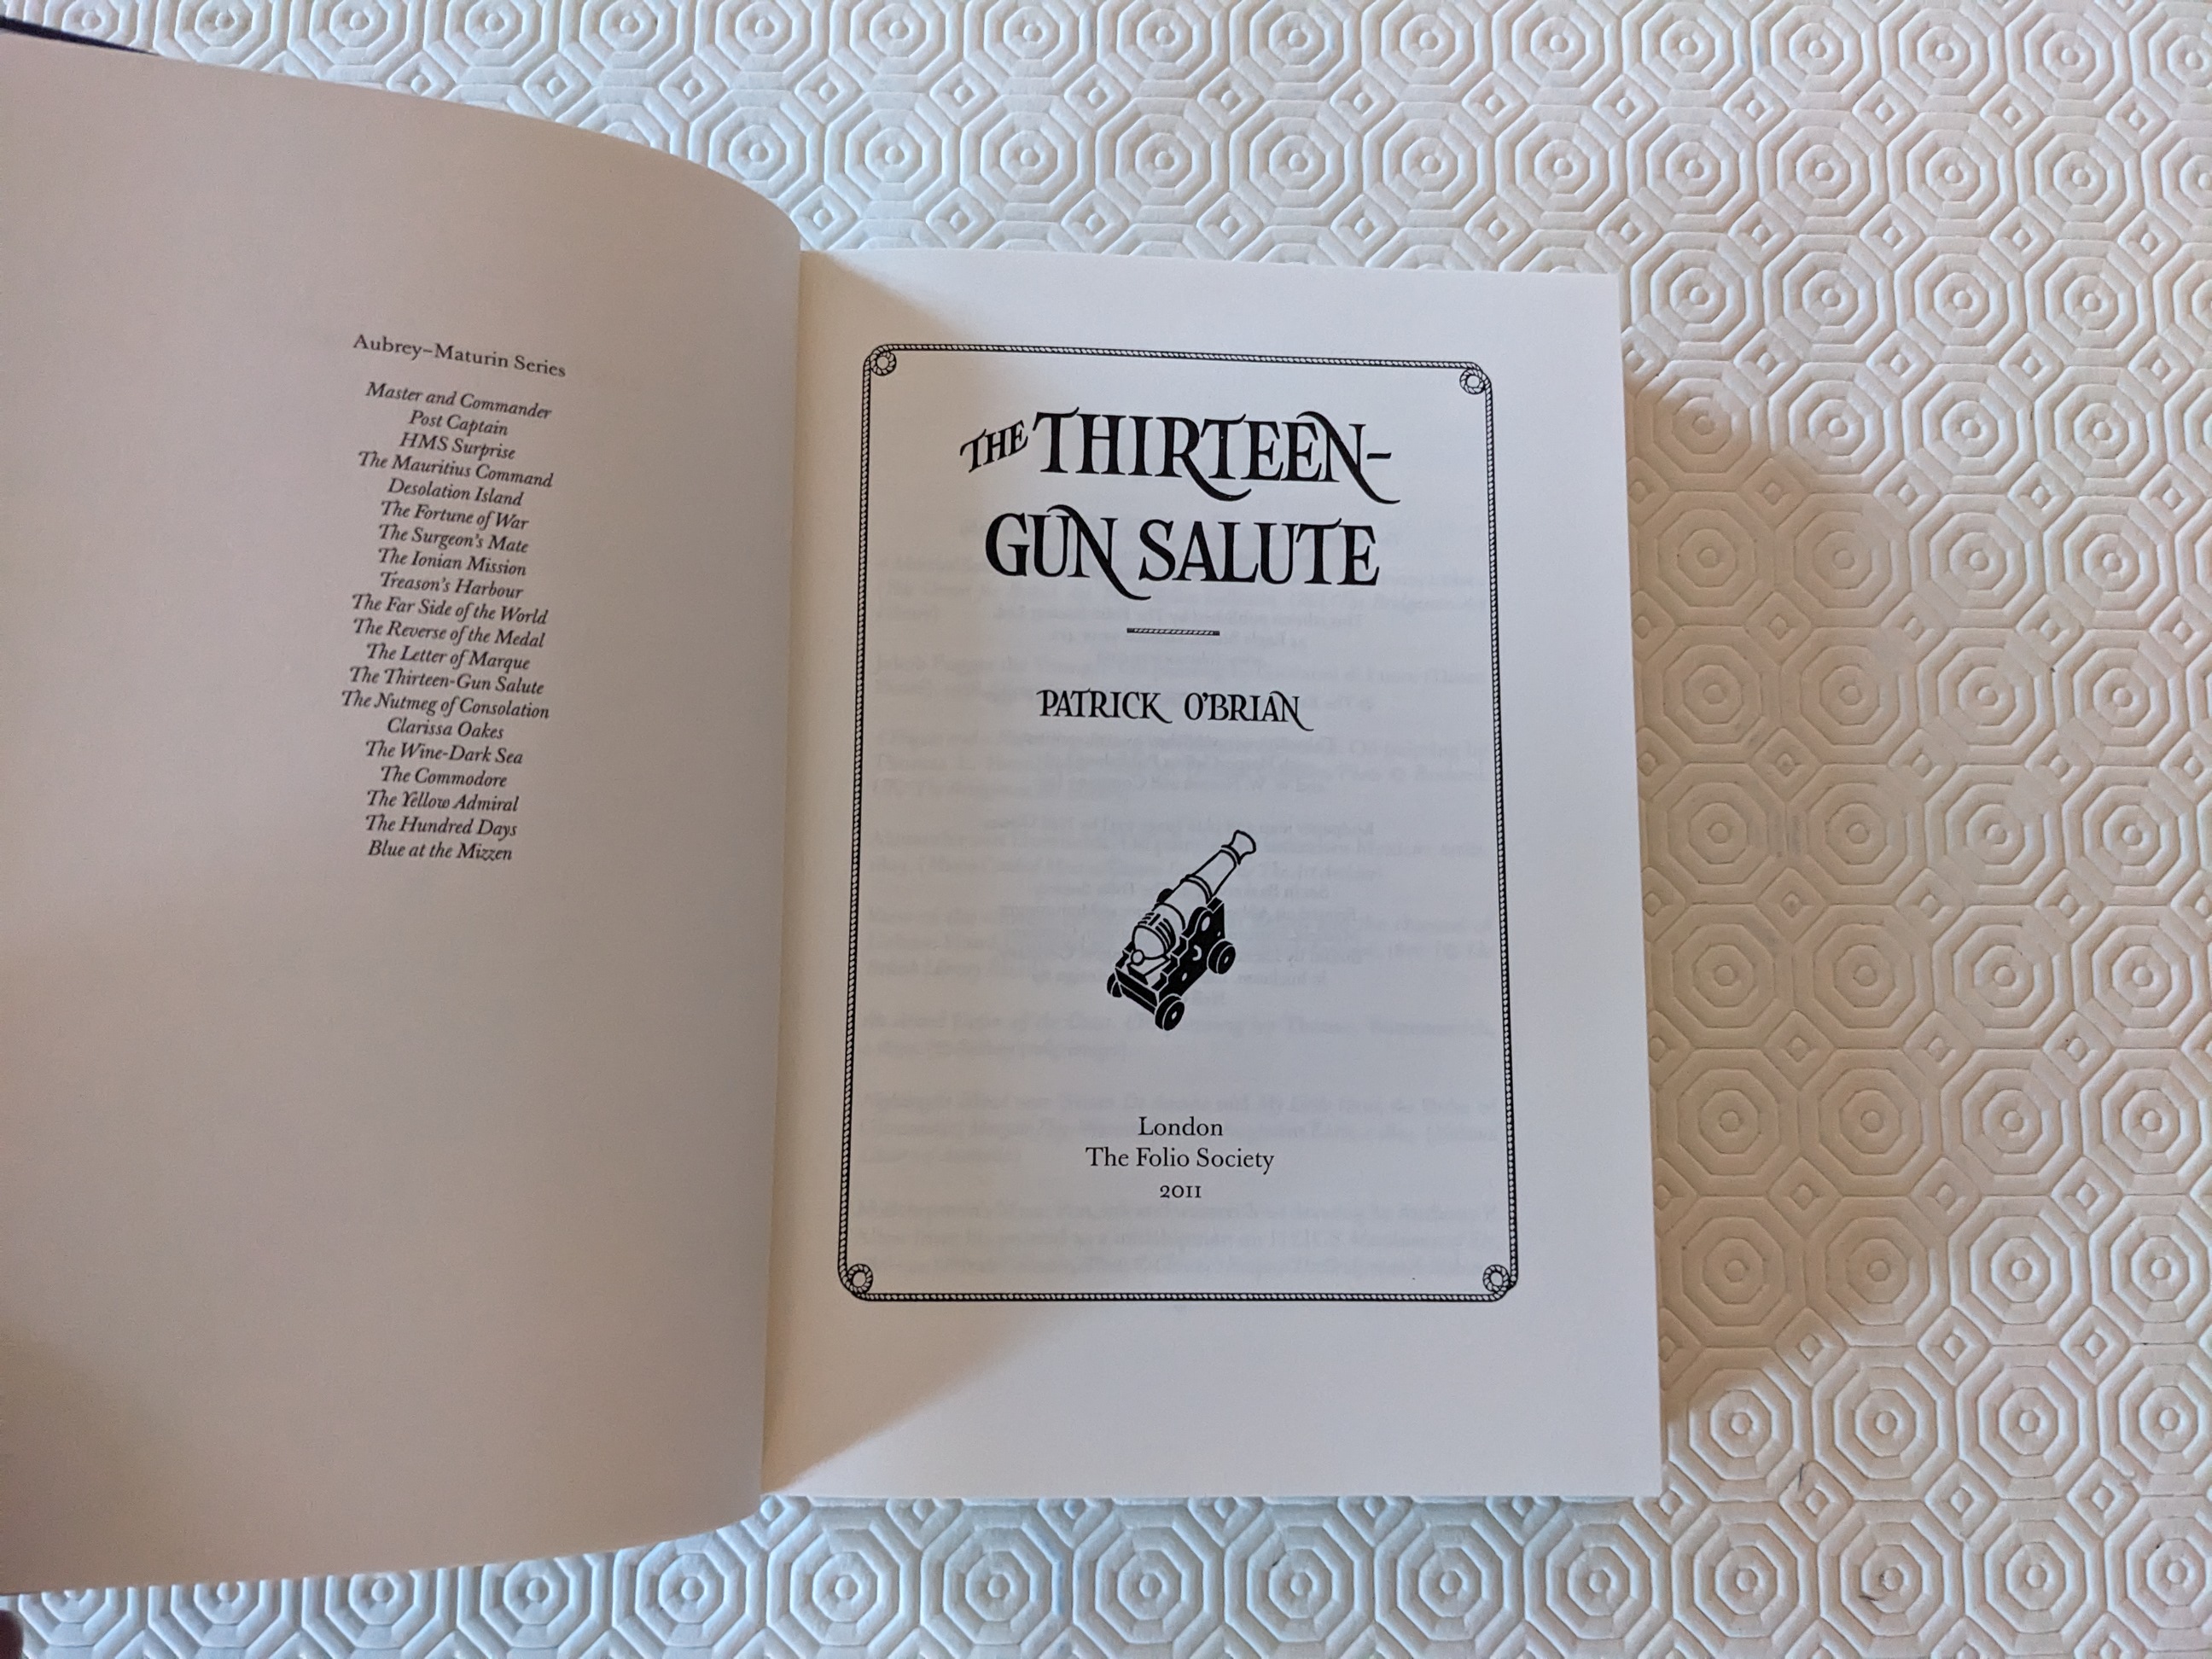 Aubrey–Maturin Series
Master and Commander
Post Captain
HMS Surprise
The Mauritius Command
Desolation Island
The Fortune of War
The Surgeon's Mate
The Ionian Mission
Treason's Harbour
The Far Side of the World
The Reverse of the Medal
The Letter of Marque
The Thirteen-Gun Salute
The Nutmeg of Consolation
Clarissa Oakes
The Wine-Dark Sea
The Commodore
The Yellow Admiral
The Hundred Days
Blue at the Mizzen
THE THIRTEEN-
GUN SALUTE
PATRICK O'BRIAN
London
The Folio Society
2011